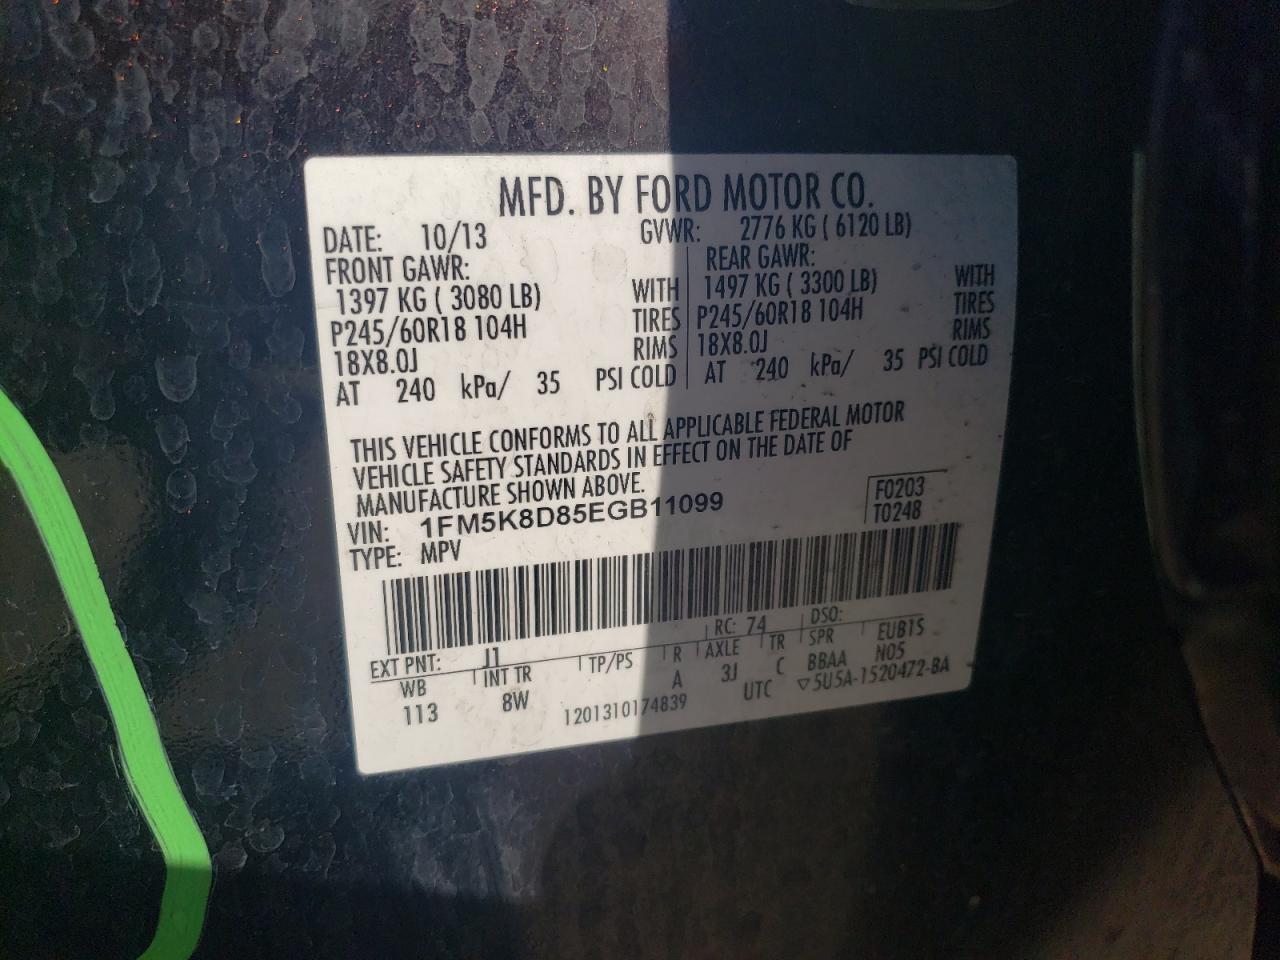 MFD. BY FORD MOTOR CO.
DATE: 10/13 GVWR: 2776 KG ( 6120 LB)
FRONT GAWR: REAR GAWR:
1397 KG ( 3080 LB) WITH 1497 KG ( 3300 LB) WITH
P245/60R18 104H TIRES P245/60R18 104H TIRES
18X8.0J RIMS 18X8.0J RIMS
AT 240 kPa/ 35 PSI COLD AT 240 kPa/ 35 PSI COLD
THIS VEHICLE CONFORMS TO ALL APPLICABLE FEDERAL MOTOR
VEHICLE SAFETY STANDARDS IN EFFECT ON THE DATE OF
MANUFACTURE SHOWN ABOVE.
VIN: 1FM5K8D85EGB11099 F0203
TYPE: MPV T0248
EXT PNT: J1 RC: 74 DSO:
WB INT TR TP/PS R AXLE TR SPR EUB1S
113 8W A 3J C BBAA N05
1201310174839 UTC ▽5U5A-1520472-BA